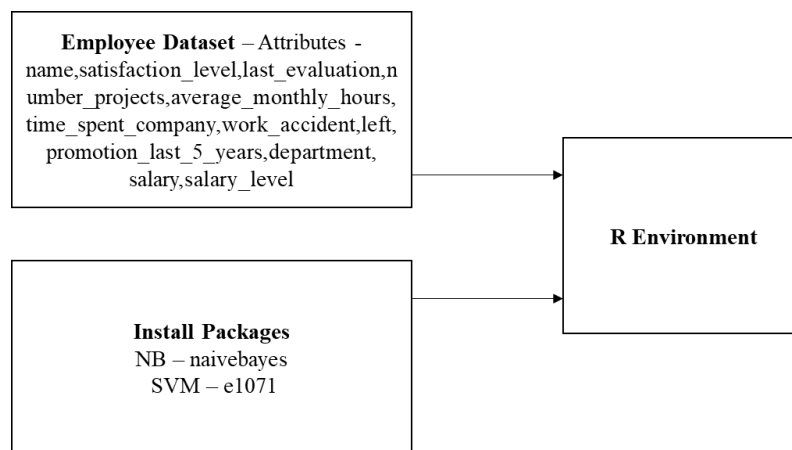 Employee Dataset – Attributes -
name,satisfaction_level,last_evaluation,n
umber_projects,average_monthly_hours,
time_spent_company,work_accident,left,
promotion_last_5_years,department,
salary,salary_level
R Environment
Install Packages
NB – naivebayes
SVM – e1071